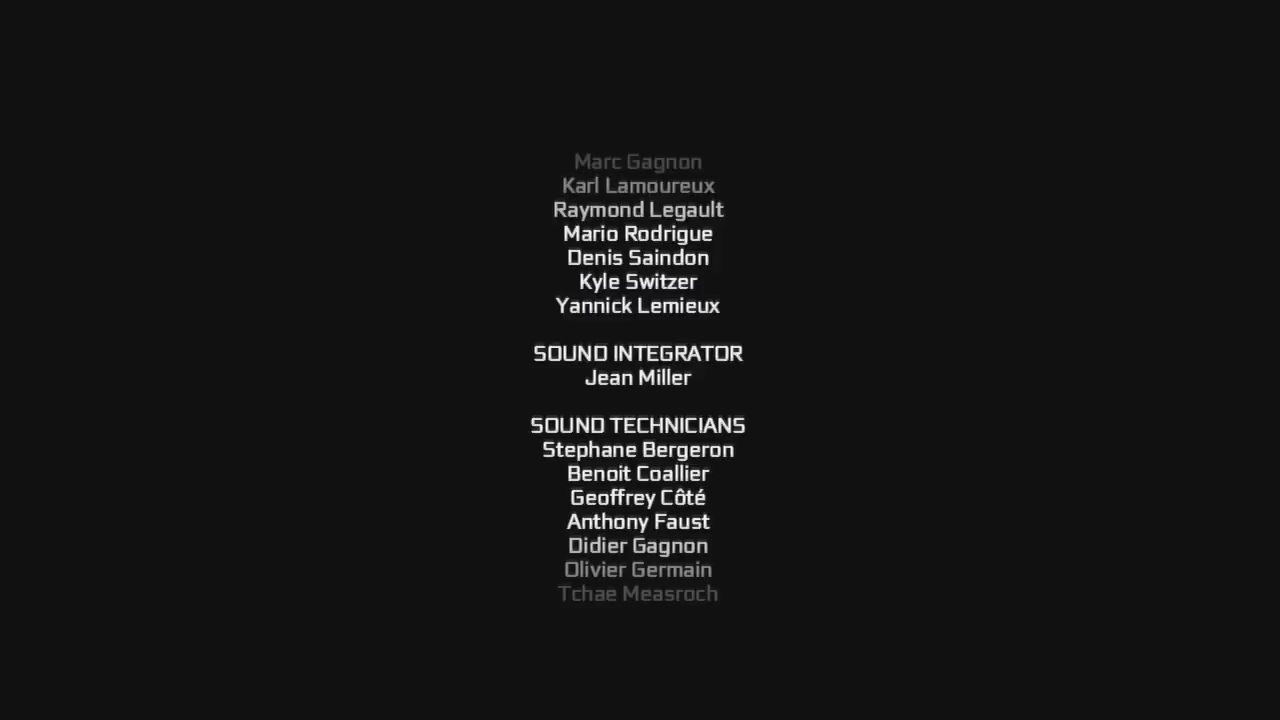 Marc Gagnon
Karl Lamoureux
Raymond Legault
Mario Rodrigue
Denis Saindon
Kyle Switzer
Yannick Lemieux
SOUND INTEGRATOR
Jean Miller
SOUND TECHNICIANS
Stephane Bergeron
Benoit Coallier
Geoffrey Côté
Anthony Faust
Didier Gagnon
Olivier Germain
Tchae Measroch